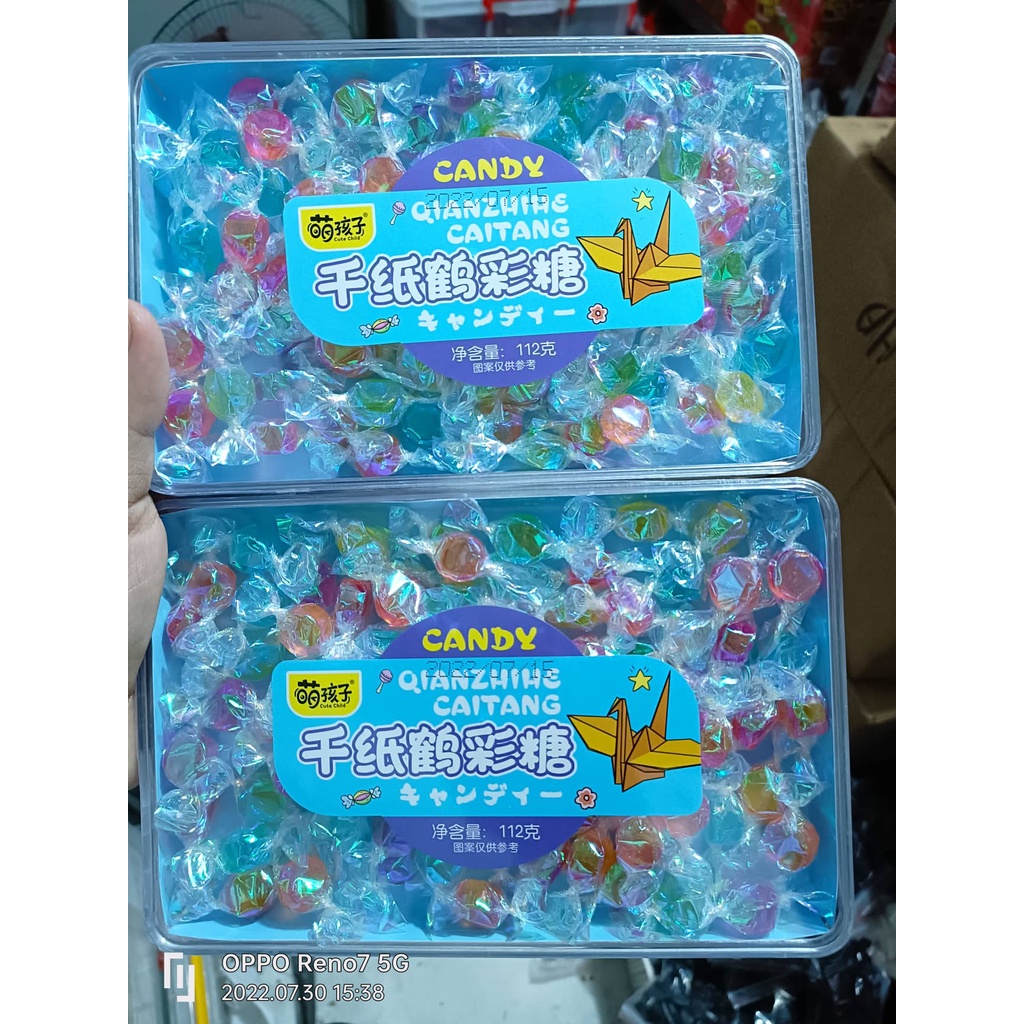 CANDY
2022/07/15
QIANZHIHE
CAITANG
萌孩子®
Cute Child
千纸鹤彩糖
キャンディー
净含量：112克
图案仅供参考
CANDY
2022/07/15
QIANZHIHE
CAITANG
萌孩子®
Cute Child
千纸鹤彩糖
キャンディー
净含量：112克
图案仅供参考
OPPO Reno7 5G
2022.07.30 15:38